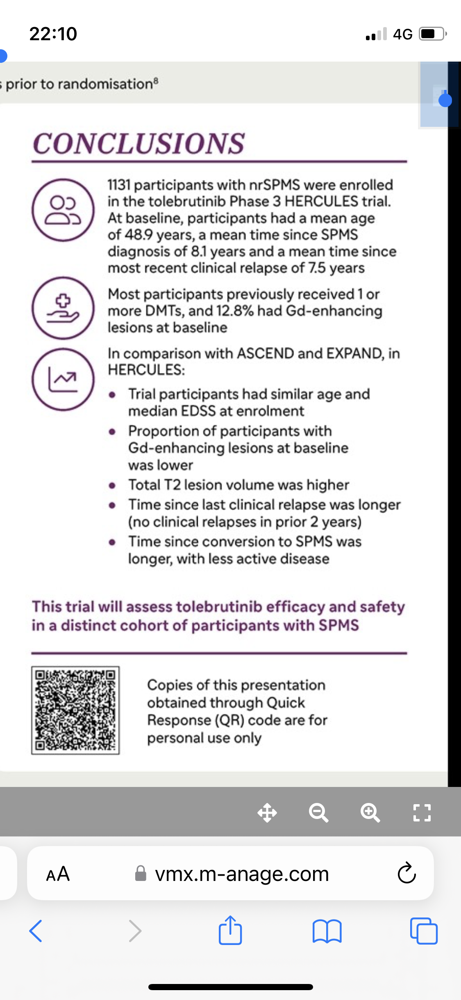 22:10
4G
prior to randomisation⁸
CONCLUSIONS
1131 participants with nrSPMS were enrolled
in the tolebrutinib Phase 3 HERCULES trial.
At baseline, participants had a mean age
of 48.9 years, a mean time since SPMS
diagnosis of 8.1 years and a mean time since
most recent clinical relapse of 7.5 years
Most participants previously received 1 or
more DMTs, and 12.8% had Gd-enhancing
lesions at baseline
In comparison with ASCEND and EXPAND, in
HERCULES:
• Trial participants had similar age and
median EDSS at enrolment
• Proportion of participants with
Gd-enhancing lesions at baseline
was lower
• Total T2 lesion volume was higher
• Time since last clinical relapse was longer
(no clinical relapses in prior 2 years)
• Time since conversion to SPMS was
longer, with less active disease
This trial will assess tolebrutinib efficacy and safety
in a distinct cohort of participants with SPMS
Copies of this presentation
obtained through Quick
Response (QR) code are for
personal use only
AA
vmx.m-anage.com